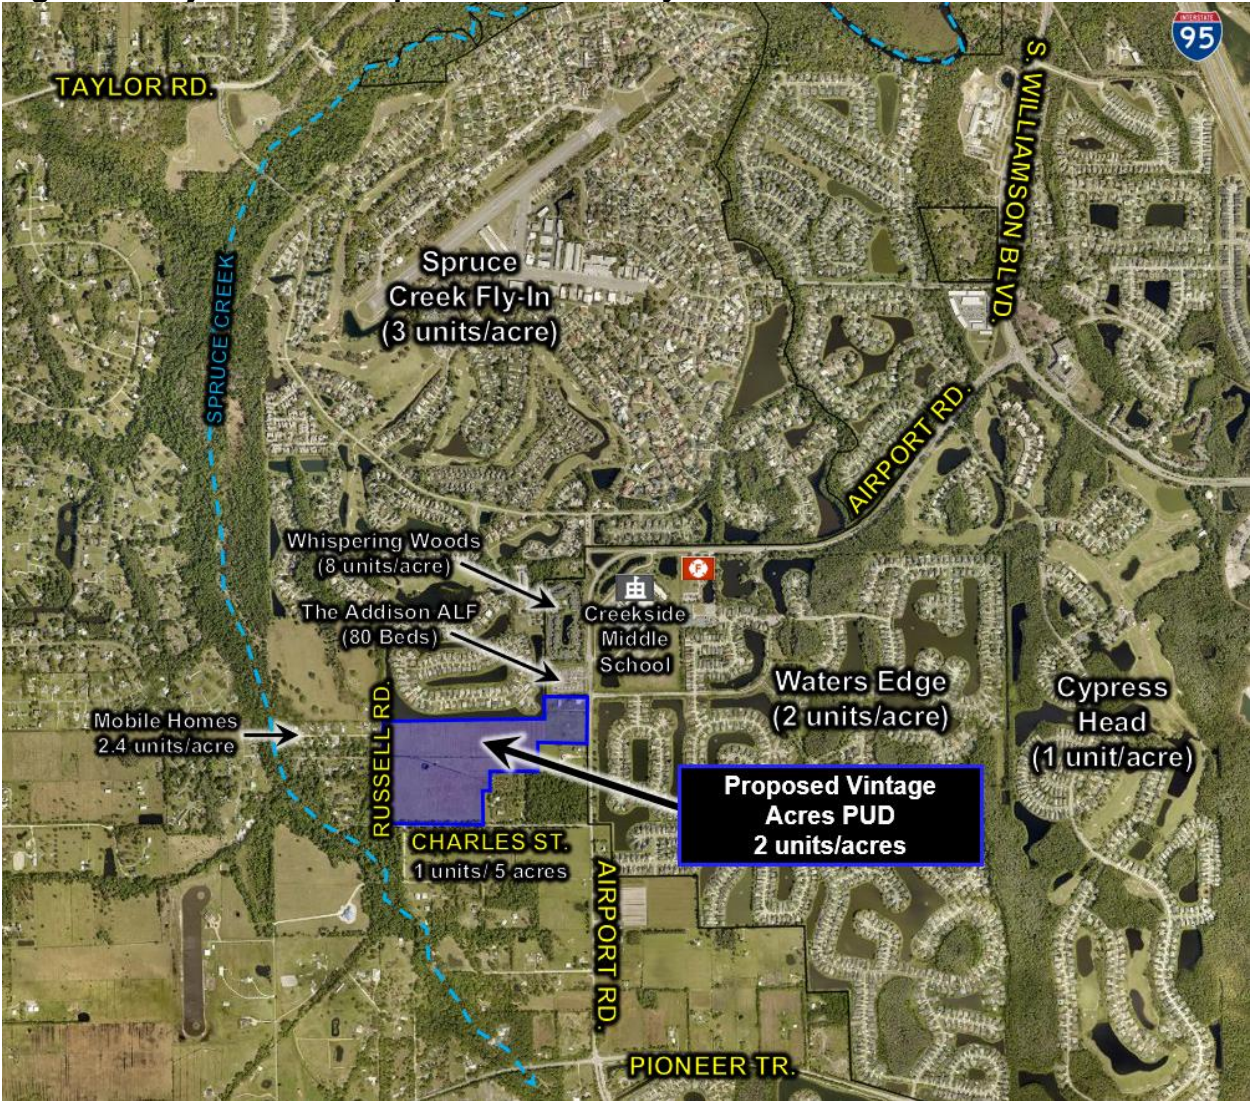 INTERSTATE
95
TAYLOR RD.
S. WILLIAMSON BLVD.
SPRUCE CREEK
Spruce
Creek Fly-In
(3 units/acre)
AIRPORT RD.
Whispering Woods
(8 units/acre)
F
The Addison ALF
(80 Beds)
Creekside
Middle
School
Waters Edge
(2 units/acre)
Cypress
Head
(1 unit/acre)
Mobile Homes
2.4 units/acre
RUSSELL RD.
Proposed Vintage
Acres PUD
2 units/acres
CHARLES ST.
1 units/ 5 acres
AIRPORT RD.
PIONEER TR.